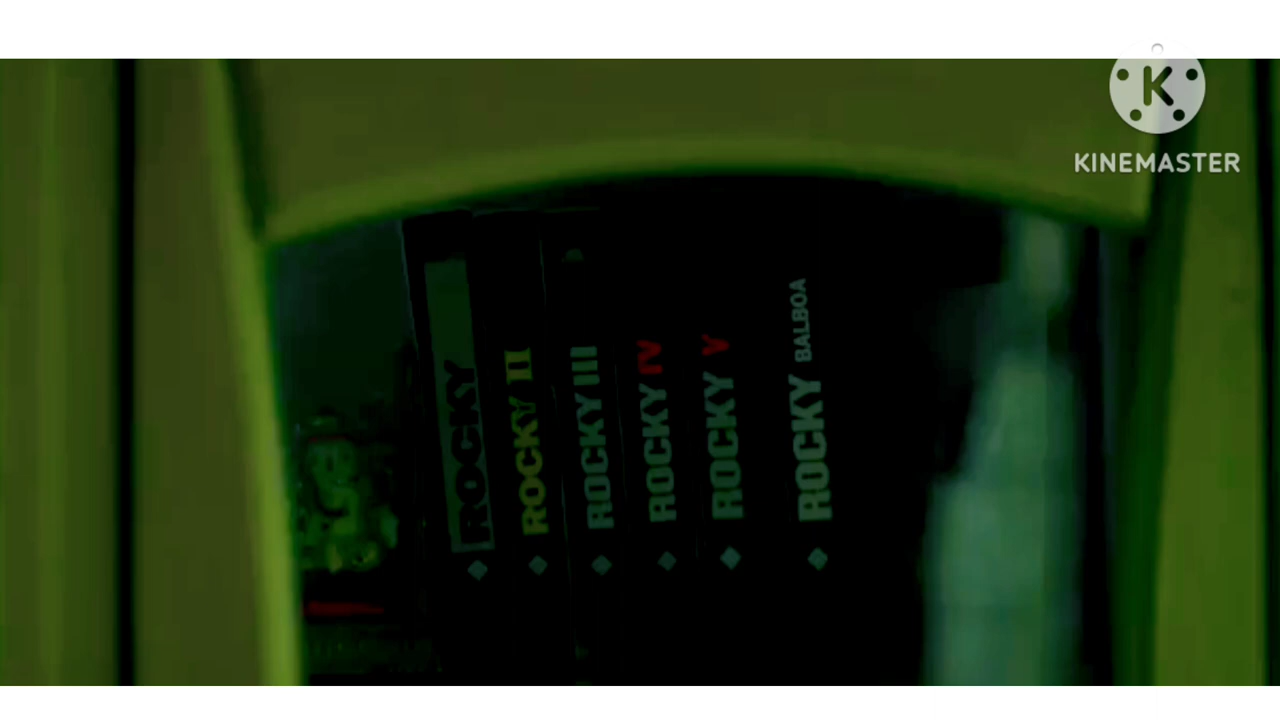 K
KINEMASTER
ROCKY
ROCKY II
ROCKY III
ROCKY IV
ROCKY V
ROCKY BALBOA